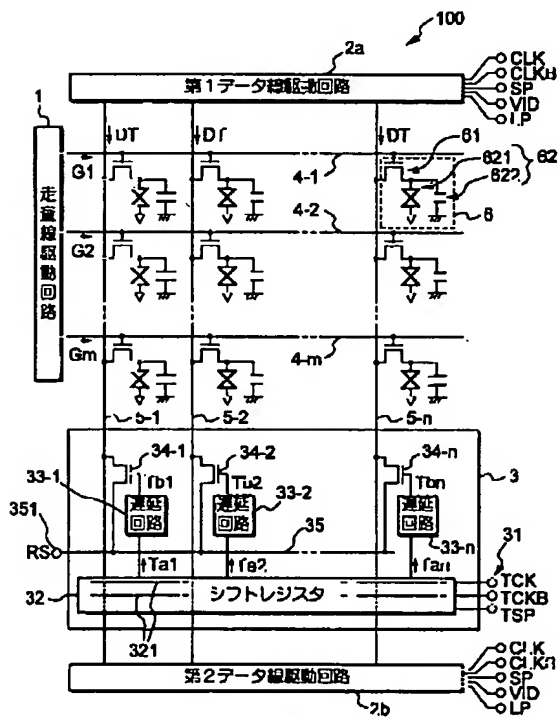 100
2a
第1データ線駆動回路
CLK
CLKB
SP
VID
LP
1
走査線駆動回路
DT
DT
DT
61
621
62
622
6
G1
4-1
G2
4-2
Gm
4-m
5-1
5-2
5-n
3
34-1
34-2
34-n
33-1
Tb1
Tb2
Tbn
遅延回路
33-2
遅延回路
遅延回路
33-n
351
RS
35
31
Ta1
Ta2
Tan
32
シフトレジスタ
TCK
TCKB
TSP
321
第2データ線駆動回路
2b
CLK
CLKB
SP
VID
LP